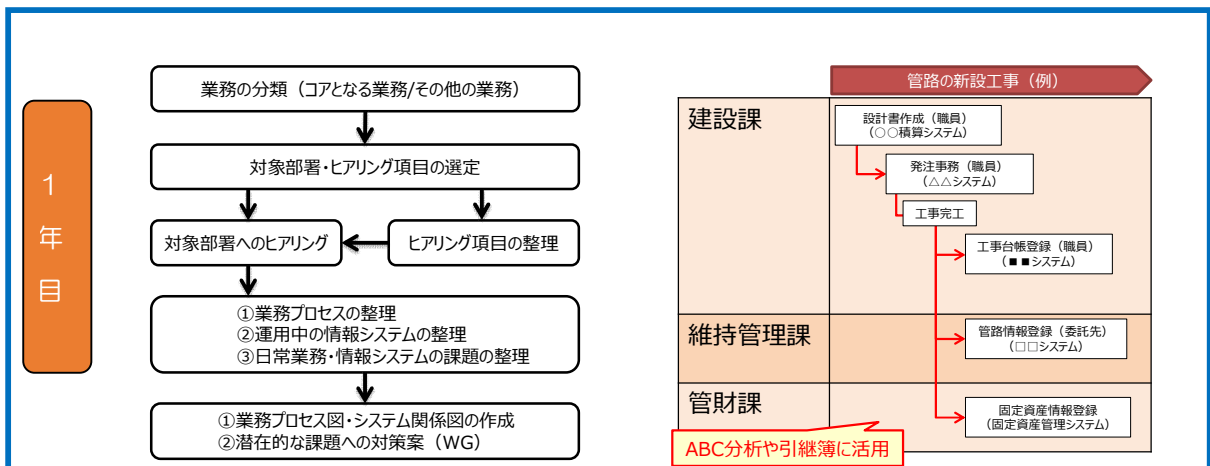 1
年
目
業務の分類（コアとなる業務/その他の業務）
対象部署・ヒアリング項目の選定
対象部署へのヒアリング
ヒアリング項目の整理
①業務プロセスの整理
②運用中の情報システムの整理
③日常業務・情報システムの課題の整理
①業務プロセス図・システム関係図の作成
②潜在的な課題への対策案（WG）
管路の新設工事（例）
建設課
設計書作成（職員）
（○○積算システム）
発注事務（職員）
（△△システム）
工事完工
工事台帳登録（職員）
（■■システム）
維持管理課
管路情報登録（委託先）
（□□システム）
管財課
固定資産情報登録
（固定資産管理システム）
ABC分析や引継簿に活用